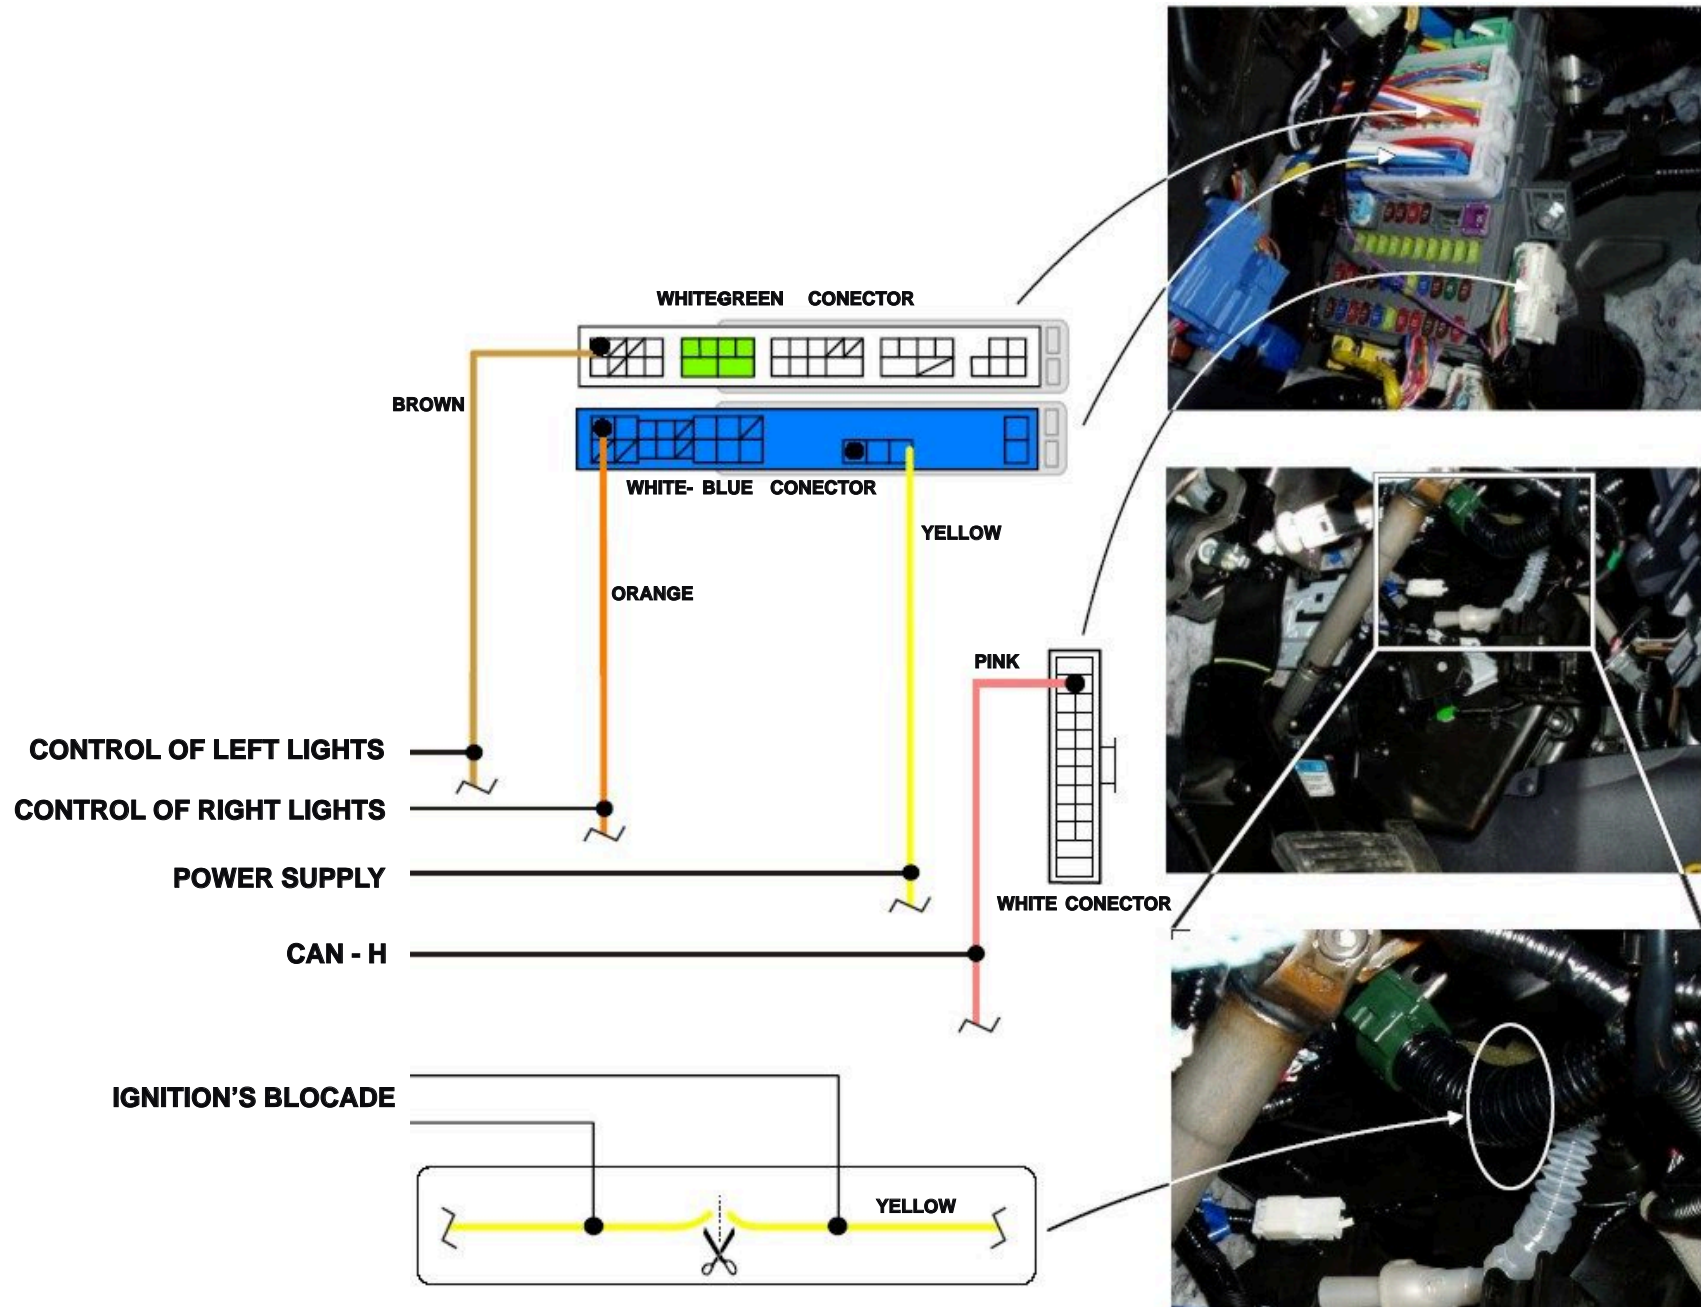 WHITEGREEN CONECTOR
BROWN
WHITE- BLUE CONECTOR
YELLOW
ORANGE
PINK
CONTROL OF LEFT LIGHTS
CONTROL OF RIGHT LIGHTS
POWER SUPPLY
WHITE CONECTOR
CAN - H
IGNITION'S BLOCADE
YELLOW